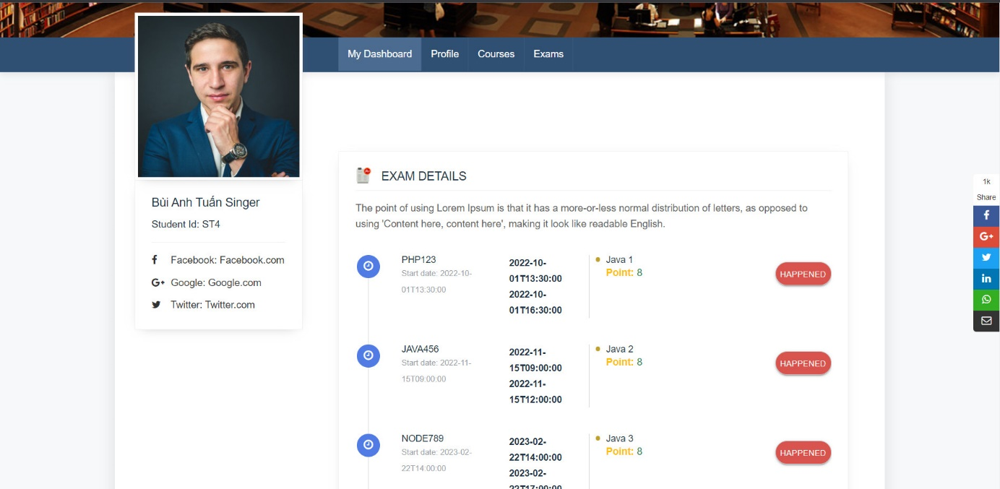 My Dashboard Profile Courses Exams
Bùi Anh Tuấn Singer
Student Id: ST4
Facebook: Facebook.com
Google: Google.com
Twitter: Twitter.com
EXAM DETAILS
The point of using Lorem Ipsum is that it has a more-or-less normal distribution of letters, as opposed to
using 'Content here, content here', making it look like readable English.
PHP123
Start date: 2022-10-
01T13:30:00
2022-10-
01T13:30:00
2022-10-
01T16:30:00
Java 1
Point: 8
HAPPENED
JAVA456
Start date: 2022-11-
15T09:00:00
2022-11-
15T09:00:00
2022-11-
15T12:00:00
Java 2
Point: 8
HAPPENED
NODE789
Start date: 2023-02-
22T14:00:00
2023-02-
22T14:00:00
2023-02-
22T17:00:00
Java 3
Point: 8
HAPPENED
1k
Share